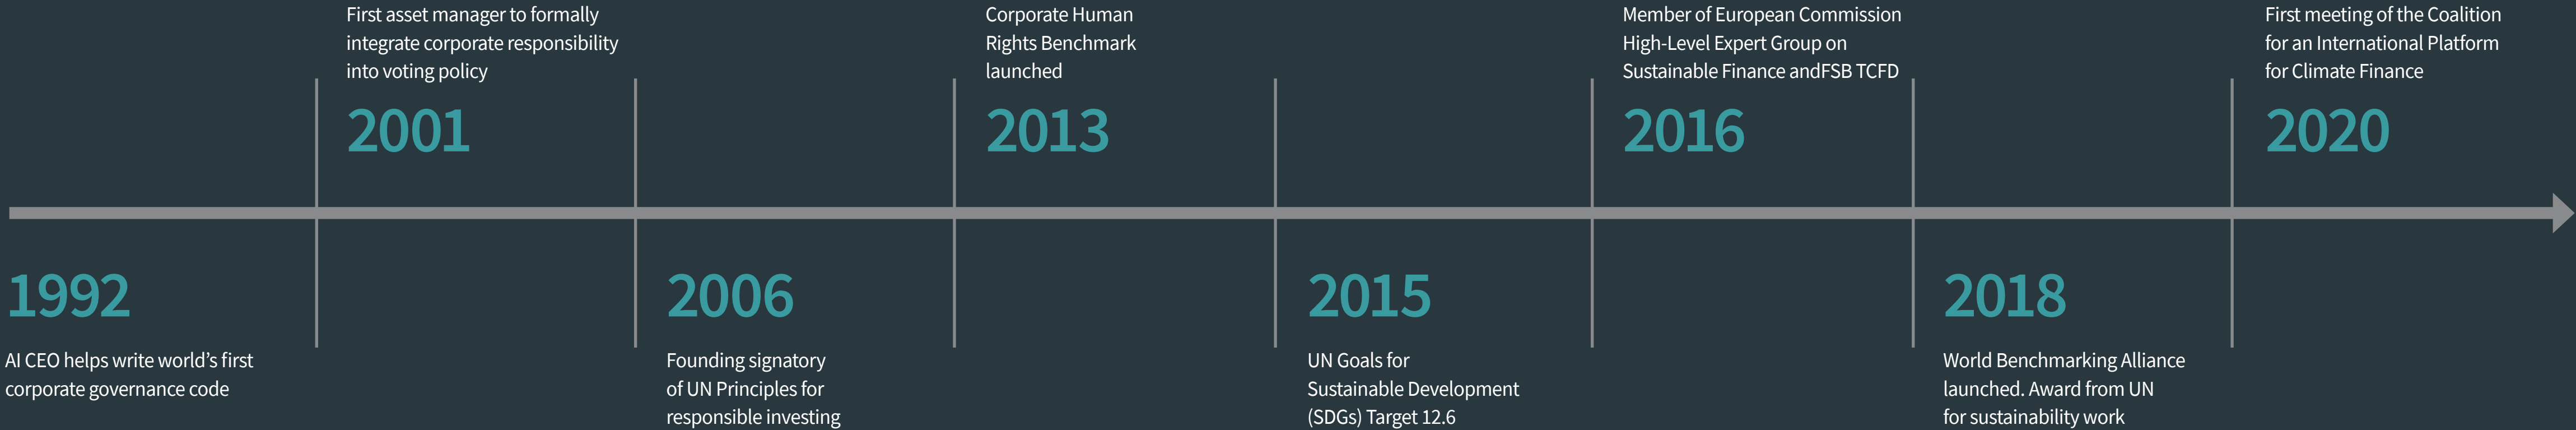 1992
AI CEO helps write world's first
corporate governance code
First asset manager to formally
integrate corporate responsibility
into voting policy
2001
2006
Founding signatory
of UN Principles for
responsible investing
Corporate Human
Rights Benchmark
launched
2013
2015
UN Goals for
Sustainable Development
(SDGs) Target 12.6
Member of European Commission
High-Level Expert Group on
Sustainable Finance andFSB TCFD
2016
2018
World Benchmarking Alliance
launched. Award from UN
for sustainability work
First meeting of the Coalition
for an International Platform
for Climate Finance
2020